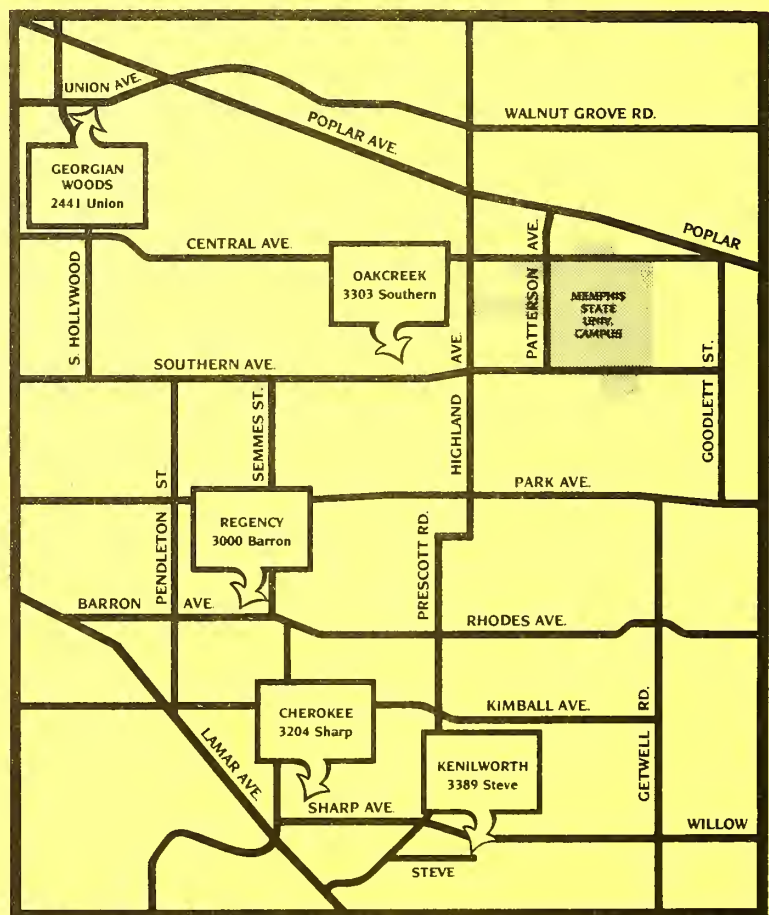 UNION AVE.
WALNUT GROVE RD.
POPLAR AVE.
GEORGIAN
WOODS
2441 Union
POPLAR
CENTRAL AVE.
OAKCREEK
3303 Southern
PATTERSON AVE.
MEMPHIS
STATE
UNIV.
CAMPUS
S. HOLLYWOOD
SOUTHERN AVE.
HIGHLAND AVE.
GOODLETT ST.
SEMMES ST.
PENDLETON ST.
PARK AVE.
REGENCY
3000 Barron
PRESCOTT RD.
BARRON AVE.
RHODES AVE.
CHEROKEE
3204 Sharp
KIMBALL AVE.
GETWELL RD.
LAMAR AVE.
KENILWORTH
3389 Steve
SHARP AVE.
WILLOW
STEVE